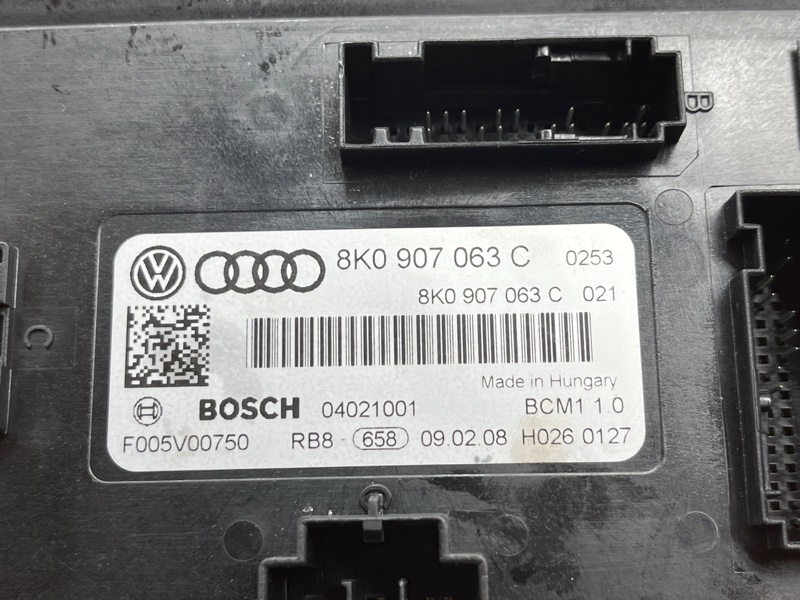 B
8K0 907 063 C 0253
8K0 907 063 C 021
C
Made in Hungary
BOSCH 04021001 BCM1 1.0
F005V00750 RB8 - 658 09.02.08 H026 0127